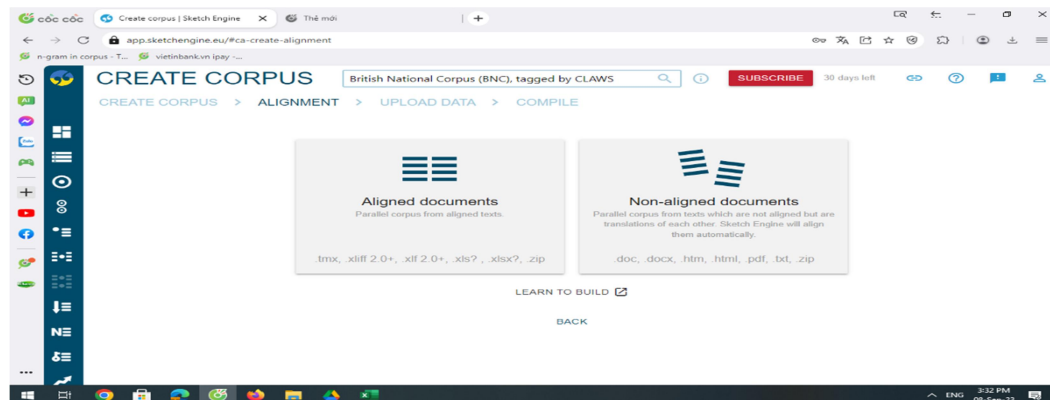 cốc cốc
Create corpus | Sketch Engine
Thẻ mới
app.sketchengine.eu/#ca-create-alignment
n-gram in corpus - T...
vietinbank.vn ipay -...
CREATE CORPUS
British National Corpus (BNC), tagged by CLAWS
SUBSCRIBE
30 days left
CREATE CORPUS > ALIGNMENT > UPLOAD DATA > COMPILE
Aligned documents
Parallel corpus from aligned texts.
.tmx, .xliff 2.0+, .xlf 2.0+, .xls? , .xlsx?, .zip
Non-aligned documents
Parallel corpus from texts which are not aligned but are
translations of each other. Sketch Engine will align
them automatically.
.doc, .docx, .htm, .html, .pdf, .txt, .zip
LEARN TO BUILD
BACK
ENG
3:32 PM
08-Sep-23